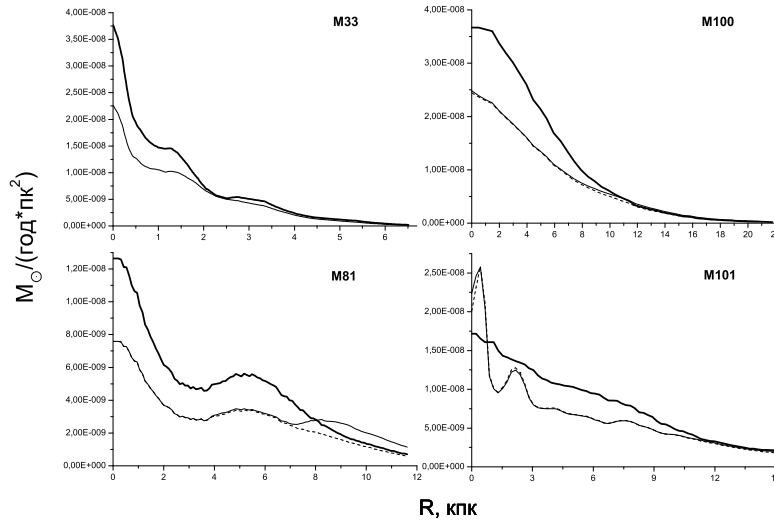 M33
4,00E-008
3,50E-008
3,00E-008
2,50E-008
2,00E-008
1,50E-008
1,00E-008
5,00E-009
0,00E+000
0 1 2 3 4 5 6
M100
4,00E-008
3,00E-008
2,00E-008
1,00E-008
0,00E+000
0 2 4 6 8 10 12 14 16 18 20 22
M81
1,20E-008
1,00E-008
8,00E-009
6,00E-009
4,00E-009
2,00E-009
0,00E+000
0 2 4 6 8 10 12
M101
2,50E-008
2,00E-008
1,50E-008
1,00E-008
5,00E-009
0,00E+000
0 3 6 9 12 15
M☉/(год*пк²)
R, кпк